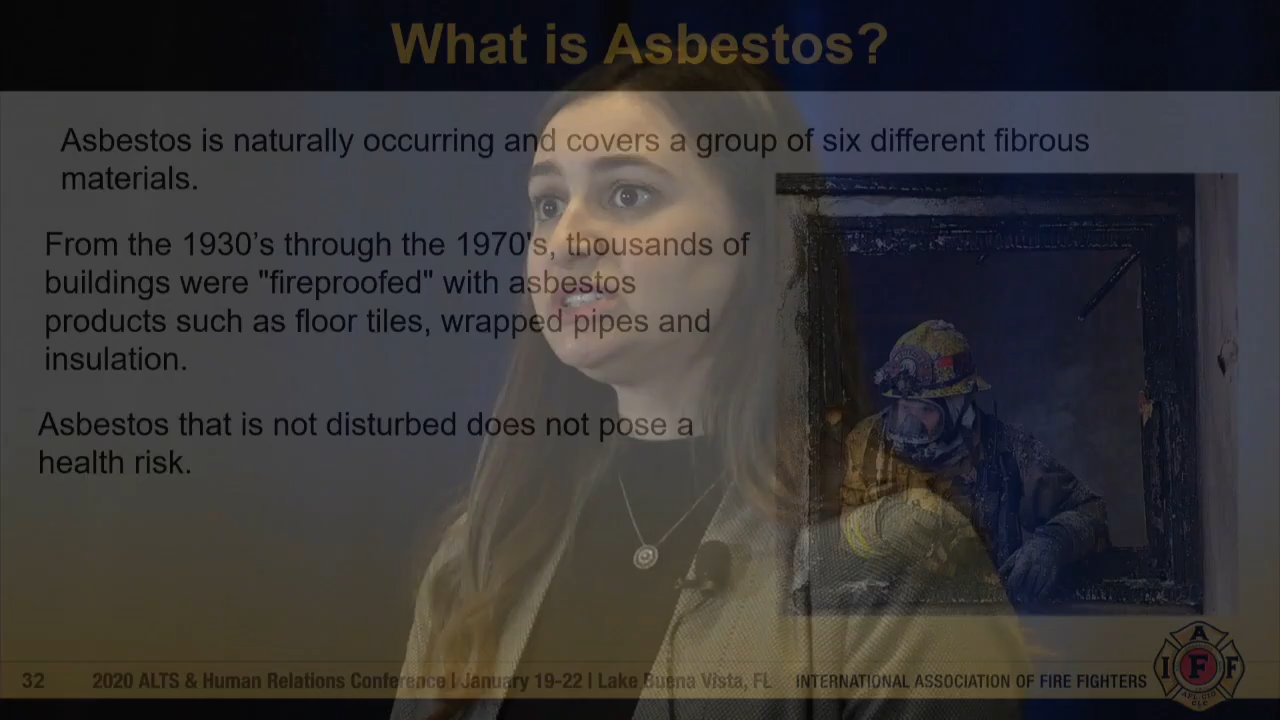 What is Asbestos?
Asbestos is naturally occurring and covers a group of six different fibrous
materials.
From the 1930’s through the 1970's, thousands of
buildings were "fireproofed" with asbestos
products such as floor tiles, wrapped pipes and
insulation.
Asbestos that is not disturbed does not pose a
health risk.
32
2020 ALTS & Human Relations Conference | January 19-22 | Lake Buena Vista, FL
INTERNATIONAL ASSOCIATION OF FIRE FIGHTERS
A
I F F
AFL-CIO
CLC